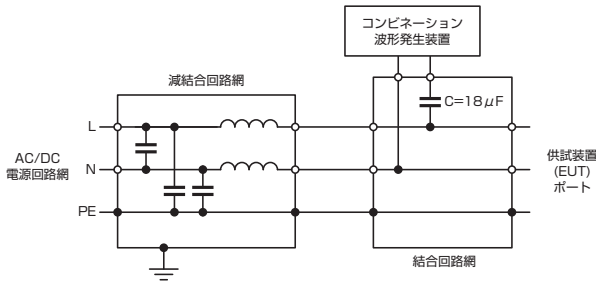 コンビネーション
波形発生装置
減結合回路網
C=18μF
L
AC/DC
電源回路網
N
供試装置
(EUT)
ポート
PE
結合回路網